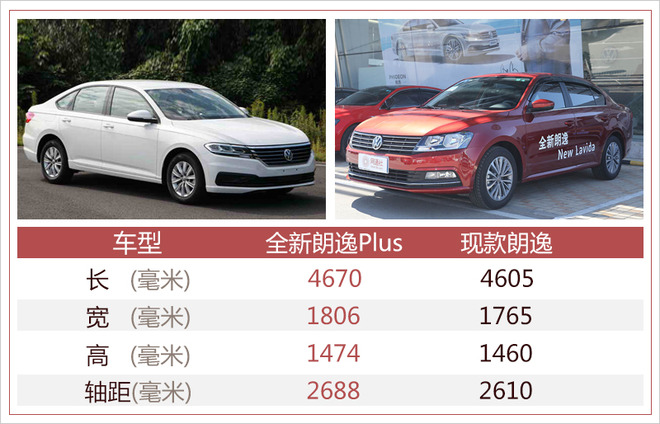 PHIDEON
全新朗逸
New Lavida
车型 全新朗逸Plus 现款朗逸
长 (毫米) 4670 4605
宽 (毫米) 1806 1765
高 (毫米) 1474 1460
轴距(毫米) 2688 2610